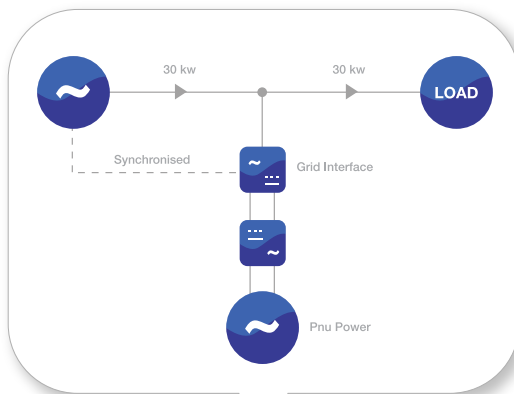 30 kw
30 kw
LOAD
Synchronised
Grid Interface
Pnu Power